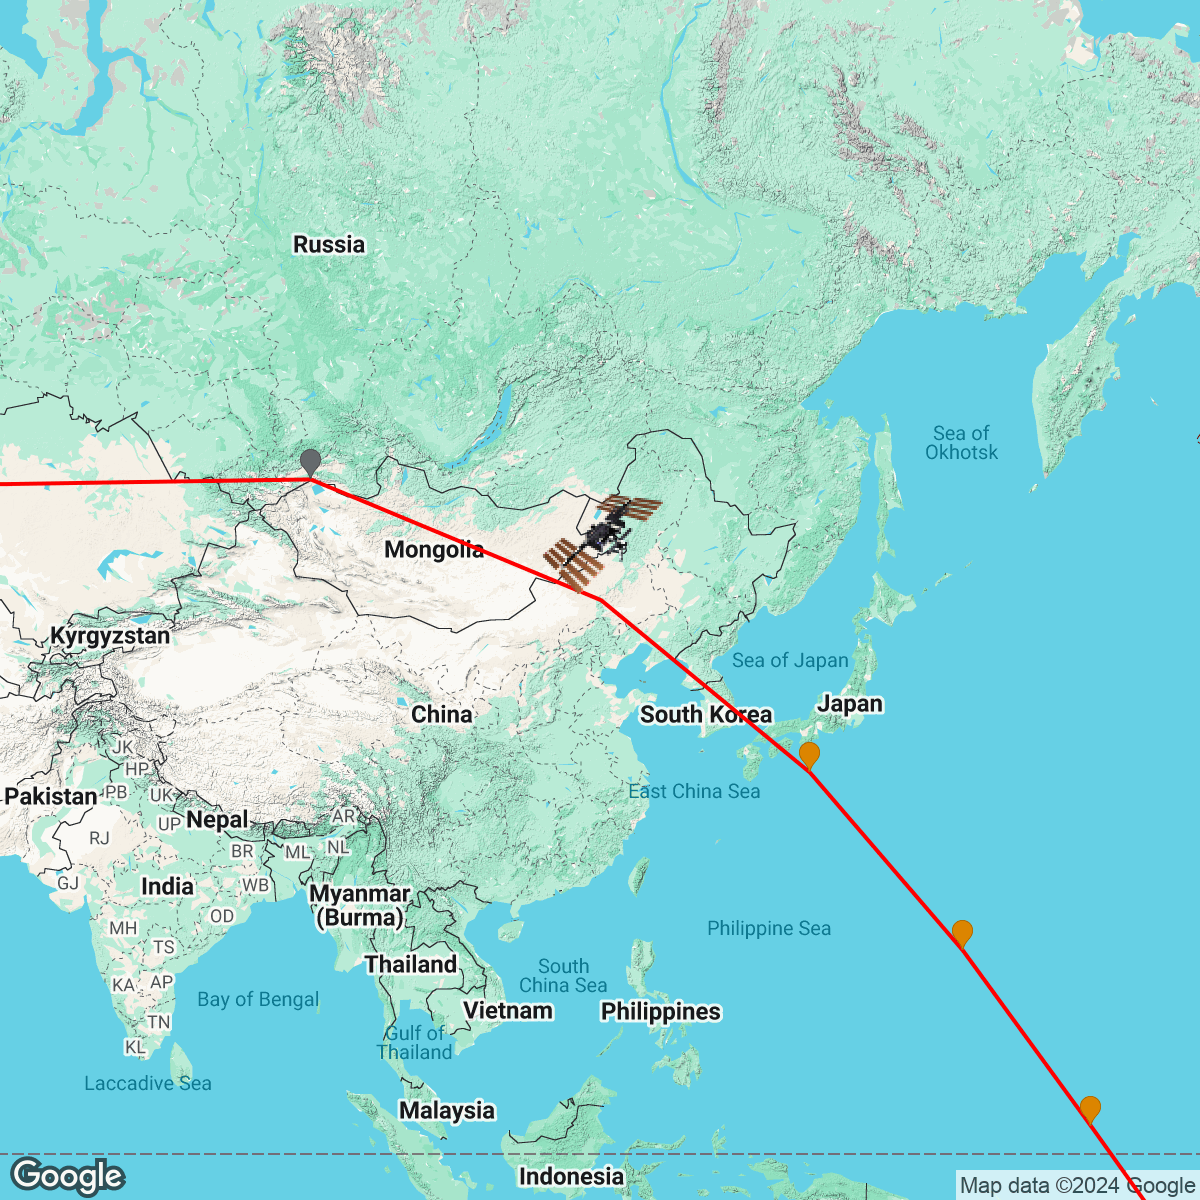 Russia
Sea of
Okhotsk
Mongolia
Kyrgyzstan
Sea of Japan
Japan
China
South Korea
JK
HP
PB
UK
Pakistan
East China Sea
Nepal
AR
UP
RJ
BR
ML
NL
GJ
India
WB
Myanmar
(Burma)
OD
MH
Philippine Sea
TS
Thailand
South
China Sea
KA
AP
Bay of Bengal
Vietnam
Philippines
TN
Gulf of
Thailand
KL
Laccadive Sea
Malaysia
Indonesia
Google
Map data ©2024 Google